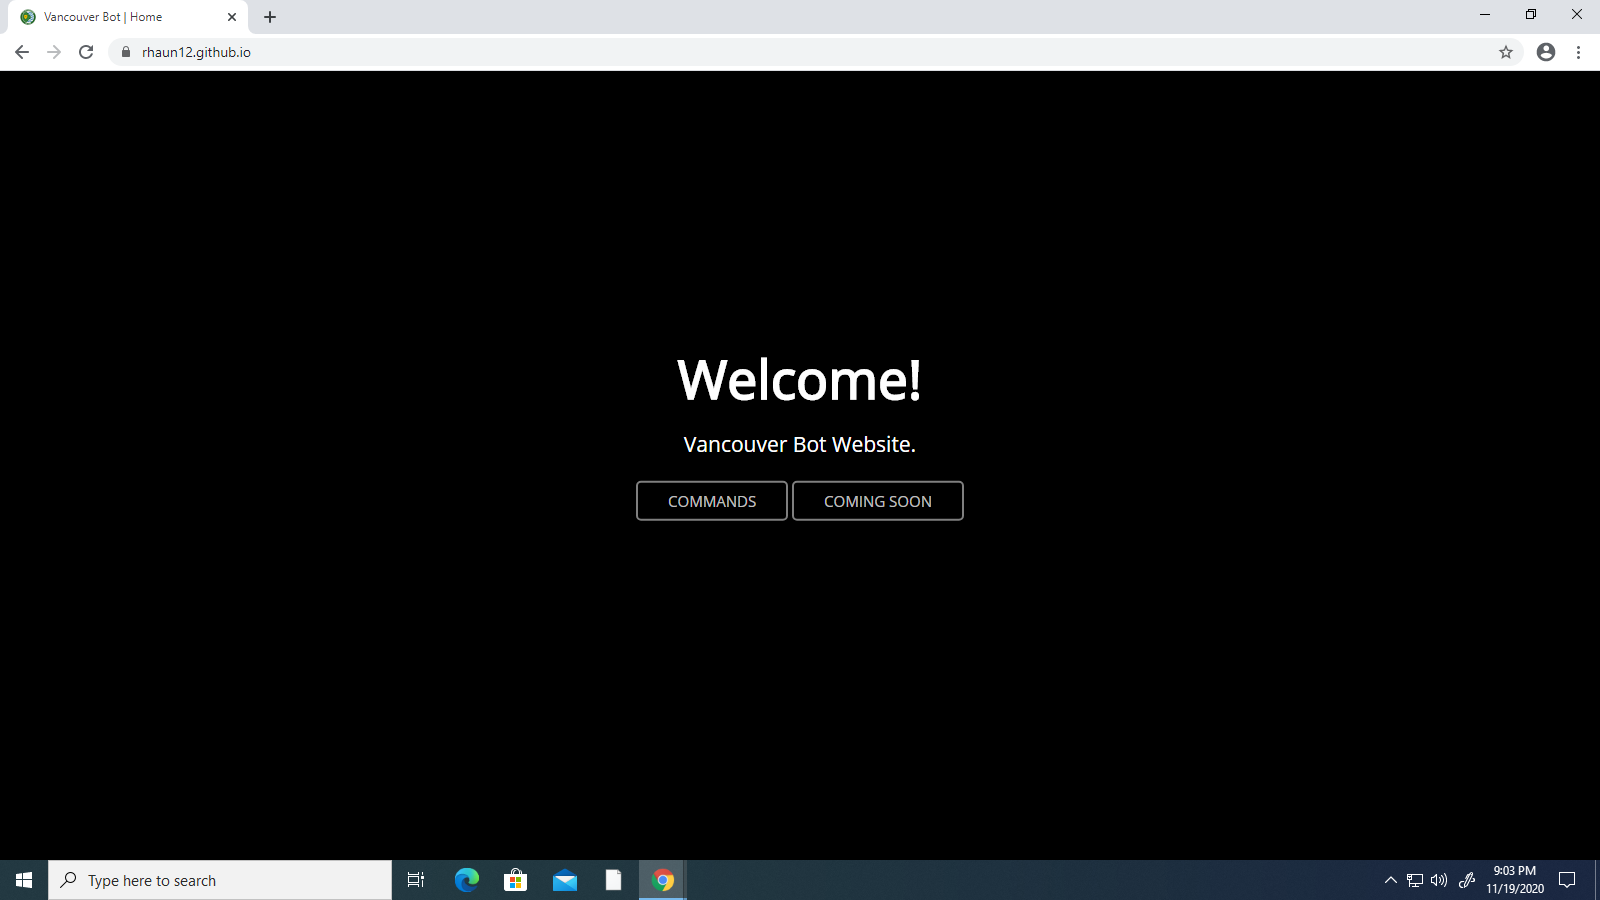 Vancouver Bot | Home
rhaun12.github.io
Welcome!
Vancouver Bot Website.
COMMANDS COMING SOON
Type here to search
9:03 PM
11/19/2020